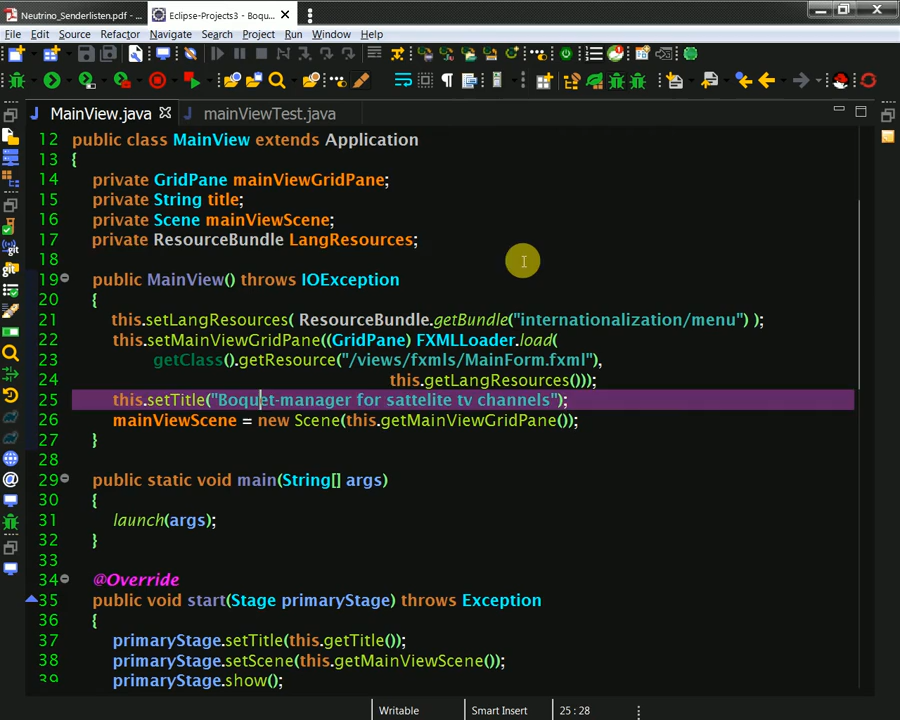 Neutrino_Senderlisten.pdf - ...
Eclipse-Projects3 - Boqu...
File Edit Source Refactor Navigate Search Project Run Window Help
MainView.java mainViewTest.java
12 public class MainView extends Application
13 {
14 private GridPane mainViewGridPane;
15 private String title;
16 private Scene mainViewScene;
17 private ResourceBundle LangResources;
18
19 public MainView() throws IOException
20 {
21 this.setLangResources( ResourceBundle.getBundle("internationalization/menu") );
22 this.setMainViewGridPane((GridPane) FXMLLoader.load(
23 getClass().getResource("/views/fxmls/MainForm.fxml"),
24 this.getLangResources()));
25 this.setTitle("Boquet-manager for sattelite tv channels");
26 mainViewScene = new Scene(this.getMainViewGridPane());
27 }
28
29 public static void main(String[] args)
30 {
31 launch(args);
32 }
33
34 @Override
35 public void start(Stage primaryStage) throws Exception
36 {
37 primaryStage.setTitle(this.getTitle());
38 primaryStage.setScene(this.getMainViewScene());
39 primaryStage.show();
Writable Smart Insert 25 : 28